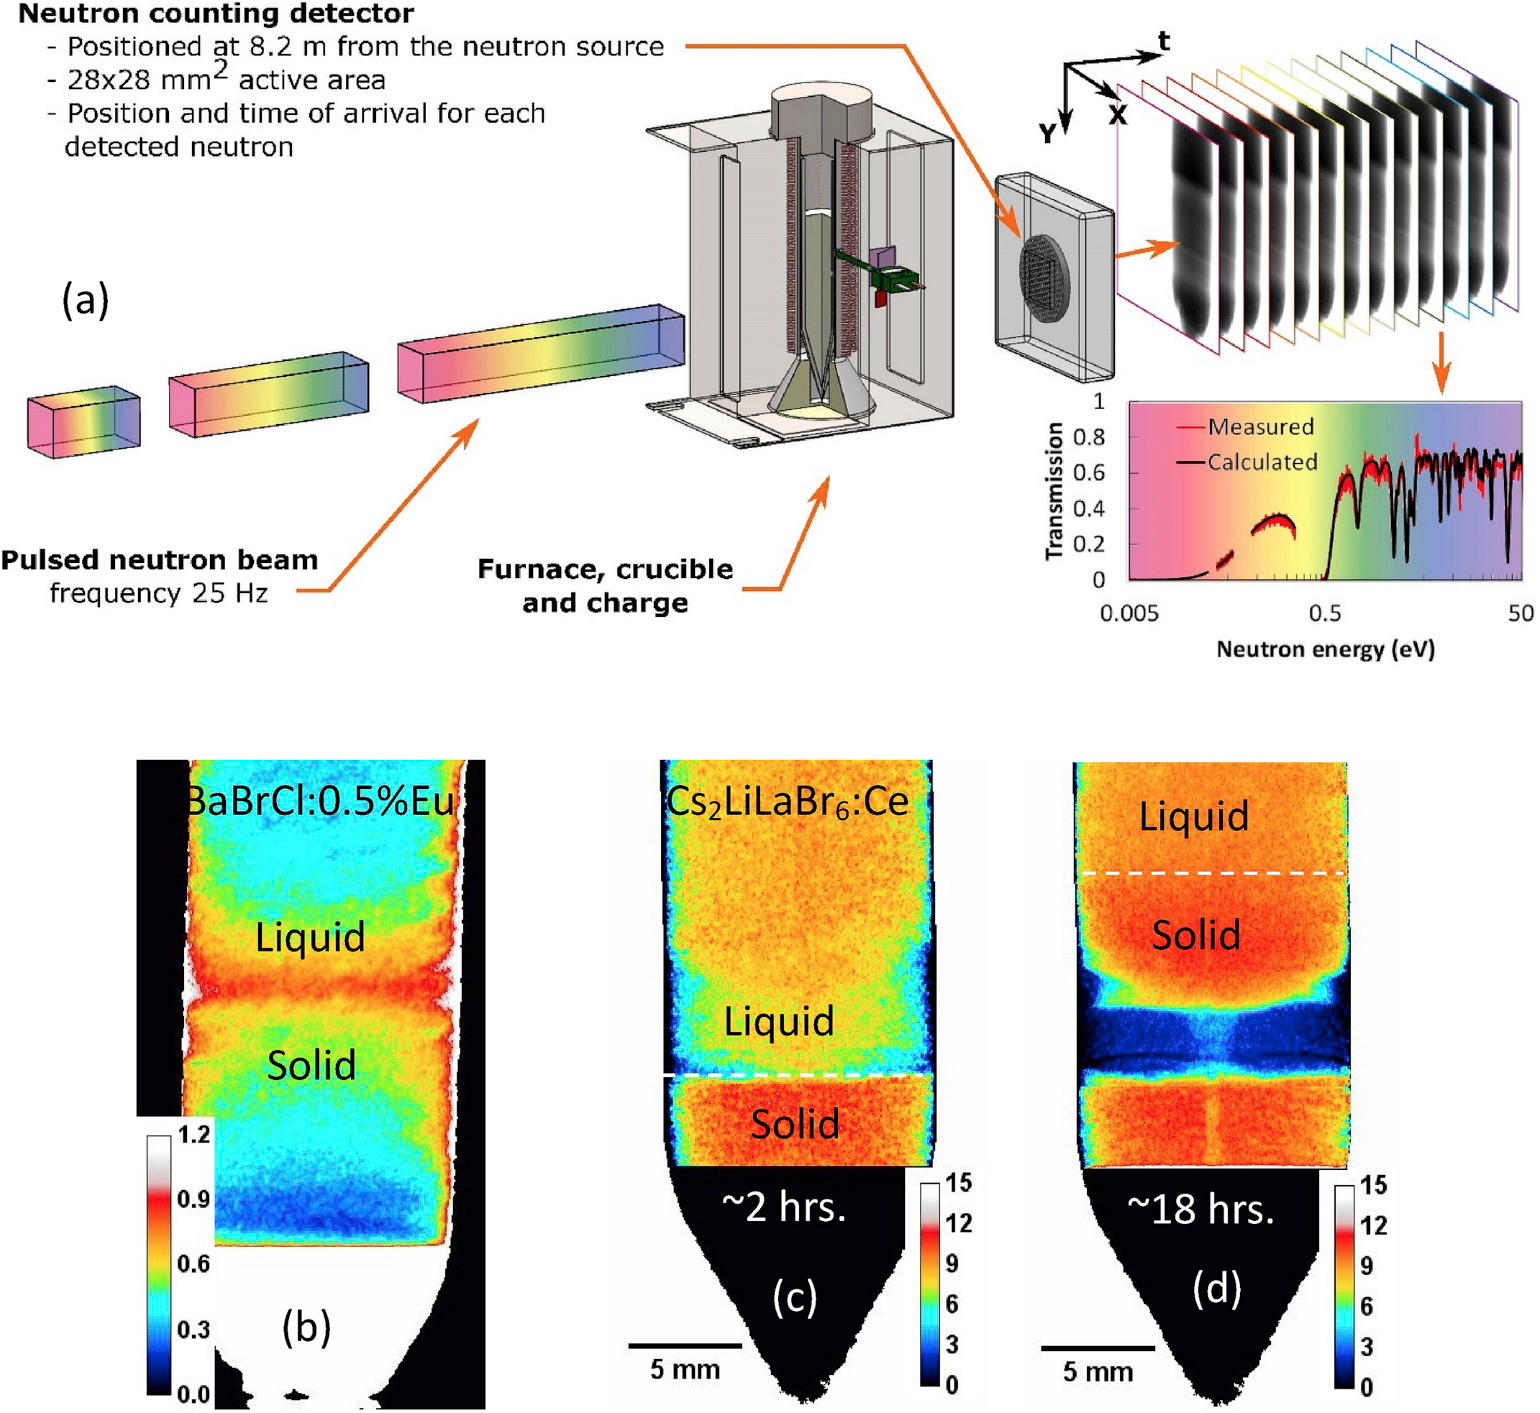 Neutron counting detector
- Positioned at 8.2 m from the neutron source
- 28x28 mm² active area
- Position and time of arrival for each
detected neutron
t
X
Y
(a)
Pulsed neutron beam
frequency 25 Hz
Furnace, crucible
and charge
1
0.8
0.6
0.4
0.2
0
Transmission
Measured
Calculated
0.005
0.5
50
Neutron energy (eV)
BaBrCl:0.5%Eu
Liquid
Solid
1.2
0.9
0.6
0.3
0.0
(b)
Cs₂LiLaBr₆:Ce
Liquid
Solid
~2 hrs.
(c)
15
12
9
6
3
0
5 mm
Liquid
Solid
~18 hrs.
(d)
15
12
9
6
3
0
5 mm